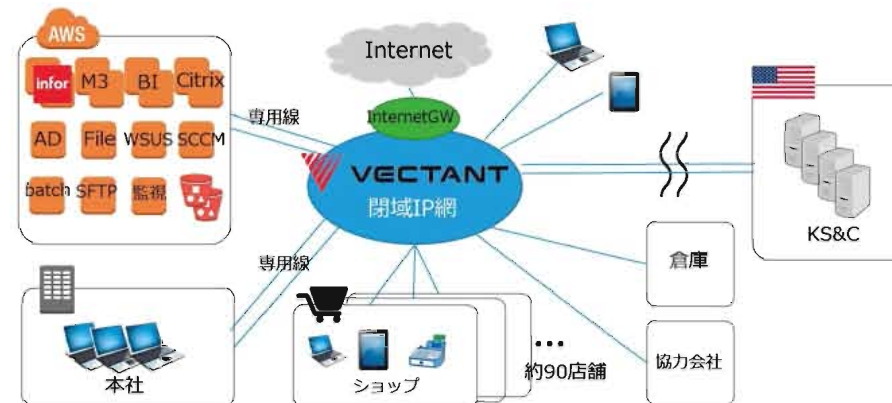 AWS
infor
M3
BI
Citrix
AD
File
WSUS
SCCM
batch
SFTP
監視
専用線
Internet
InternetGW
VECTANT
閉域IP網
KS&C
専用線
本社
ショップ
...
約90店舗
倉庫
協力会社